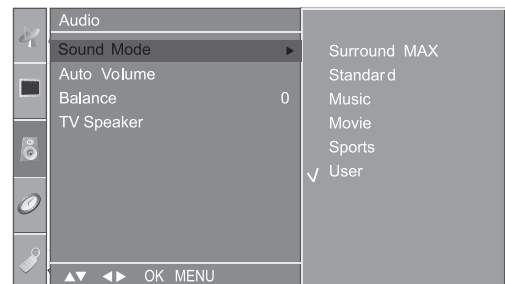 Audio
Sound Mode
Auto Volume
Balance 0
TV Speaker
Surround MAX
Standard
Music
Movie
Sports
User
OK MENU